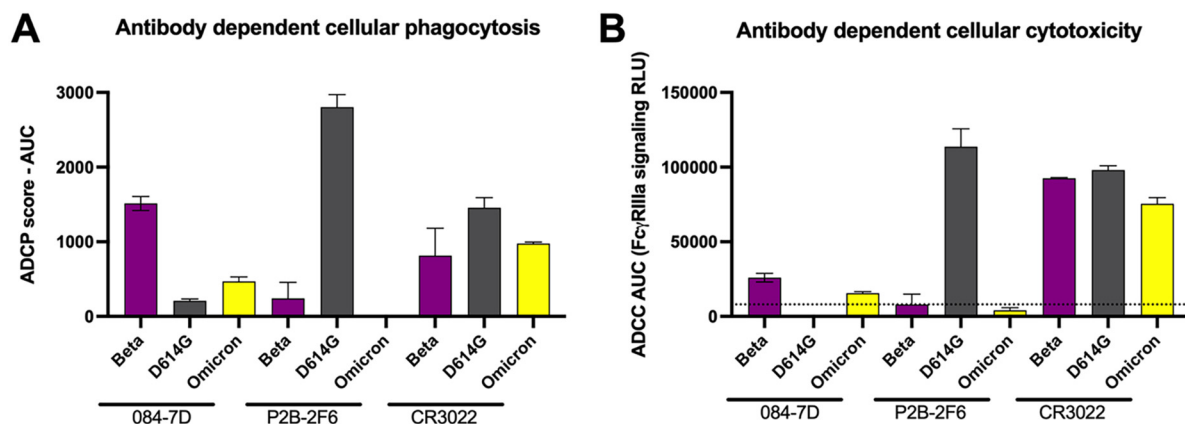 A
Antibody dependent cellular phagocytosis
ADCP score - AUC
3000
2000
1000
0
Beta
D614G
Omicron
Beta
D614G
Omicron
Beta
D614G
Omicron
084-7D
P2B-2F6
CR3022
B
Antibody dependent cellular cytotoxicity
ADCC AUC (FcγRIIIa signaling RLU)
150000
100000
50000
0
Beta
D614G
Omicron
Beta
D614G
Omicron
Beta
D614G
Omicron
084-7D
P2B-2F6
CR3022